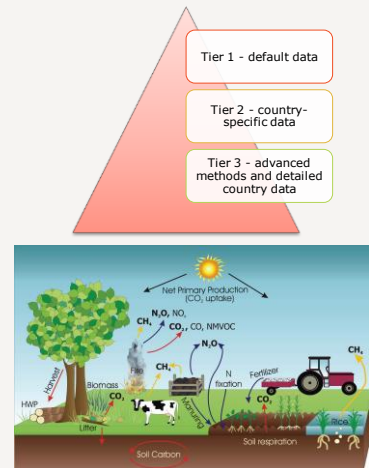 Tier 1 - default data
Tier 2 - country-
specific data
Tier 3 - advanced
methods and detailed
country data
Net Primary Production
(CO₂ uptake)
N₂O, NOₓ
CH₄
CO₂, CO, NMVOC
Fire
N₂O
CH₄
Harvest
Biomass
CO₂
Manuring
N
fixation
Fertilizer
CO₂
CH₄
HWP
Litter
Rice
Soil Carbon
Soil respiration